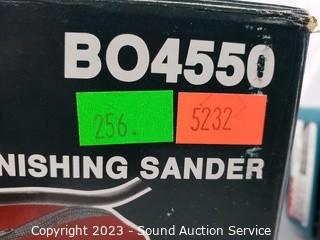 BO4550
256.
5232
NISHING SANDER
Copyright 2023 - Sound Auction Service